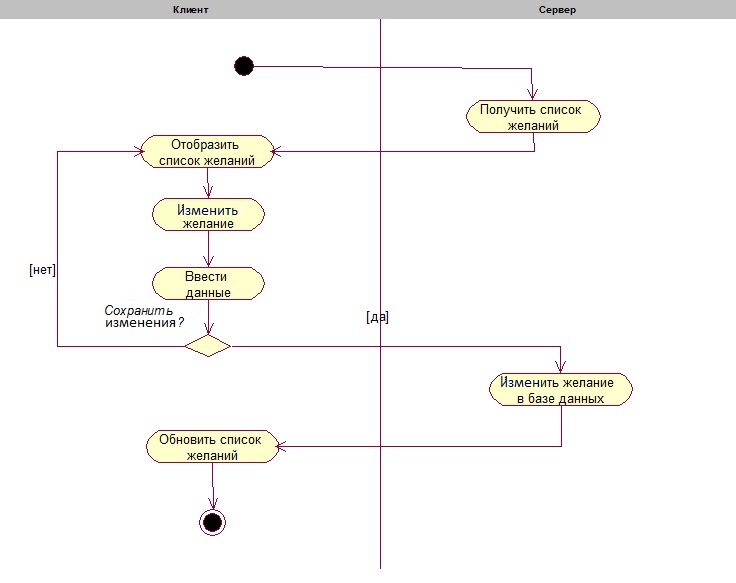 Клиент
Сервер
Получить список
желаний
Отобразить
список желаний
Изменить
желание
[нет]
Ввести
данные
Сохранить
изменения?
[да]
Изменить желание
в базе данных
Обновить список
желаний